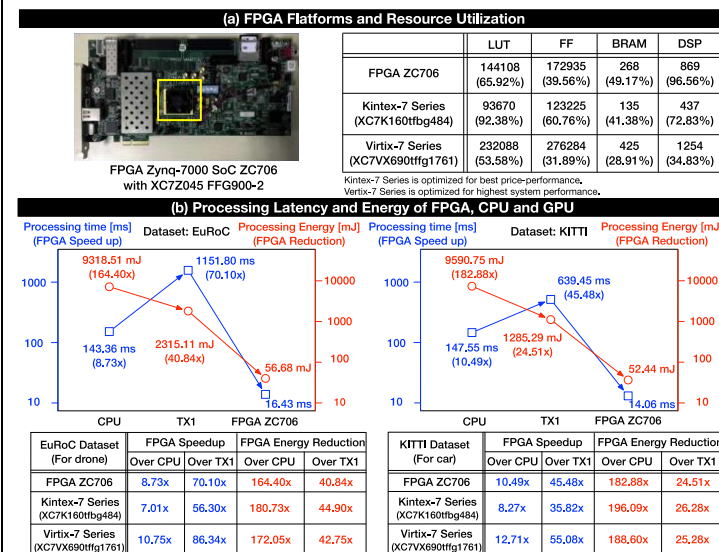 (a) FPGA Flatforms and Resource Utilization
FPGA Zynq-7000 SoC ZC706
with XC7Z045 FFG900-2
LUT FF BRAM DSP
FPGA ZC706 144108 (65.92%) 172935 (39.56%) 268 (49.17%) 869 (96.56%)
Kintex-7 Series (XC7K160tfbg484) 93670 (92.38%) 123225 (60.76%) 135 (41.38%) 437 (72.83%)
Virtix-7 Series (XC7VX690tffg1761) 232088 (53.58%) 276284 (31.89%) 425 (28.91%) 1254 (34.83%)
Kintex-7 Series is optimized for best price-performance.
Vertix-7 Series is optimized for highest system performance.
(b) Processing Latency and Energy of FPGA, CPU and GPU
Processing time [ms]
(FPGA Speed up)
Dataset: EuRoC
Processing Energy [mJ]
(FPGA Reduction)
9318.51 mJ
(164.40x)
1151.80 ms
(70.10x)
1000
100
10
10000
1000
100
10
143.36 ms
(8.73x)
2315.11 mJ
(40.84x)
56.68 mJ
16.43 ms
CPU TX1 FPGA ZC706
Processing time [ms]
(FPGA Speed up)
Dataset: KITTI
Processing Energy [mJ]
(FPGA Reduction)
9590.75 mJ
(182.88x)
639.45 ms
(45.48x)
1000
100
10
10000
1000
100
10
147.55 ms
(10.49x)
1285.29 mJ
(24.51x)
52.44 mJ
14.06 ms
CPU TX1 FPGA ZC706
EuRoC Dataset (For drone) FPGA Speedup FPGA Energy Reduction
Over CPU Over TX1 Over CPU Over TX1
FPGA ZC706 8.73x 70.10x 164.40x 40.84x
Kintex-7 Series (XC7K160tfbg484) 7.01x 56.30x 180.73x 44.90x
Virtix-7 Series (XC7VX690tffg1761) 10.75x 86.34x 172.05x 42.75x
KITTI Dataset (For car) FPGA Speedup FPGA Energy Reduction
Over CPU Over TX1 Over CPU Over TX1
FPGA ZC706 10.49x 45.48x 182.88x 24.51x
Kintex-7 Series (XC7K160tfbg484) 8.27x 35.82x 196.09x 26.28x
Virtix-7 Series (XC7VX690tffg1761) 12.71x 55.08x 188.60x 25.28x